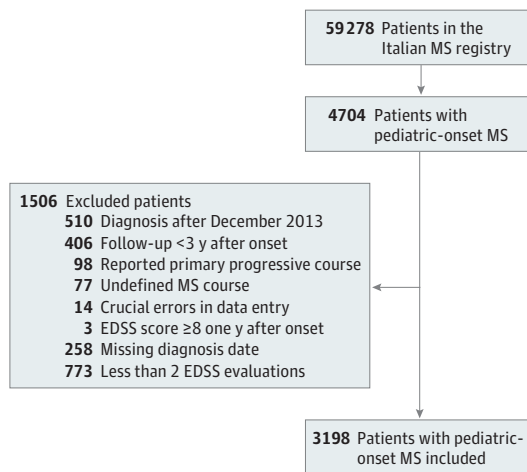 59278 Patients in the
Italian MS registry
4704 Patients with
pediatric-onset MS
1506 Excluded patients
510 Diagnosis after December 2013
406 Follow-up <3 y after onset
98 Reported primary progressive course
77 Undefined MS course
14 Crucial errors in data entry
3 EDSS score ≥8 one y after onset
258 Missing diagnosis date
773 Less than 2 EDSS evaluations
3198 Patients with pediatric-
onset MS included